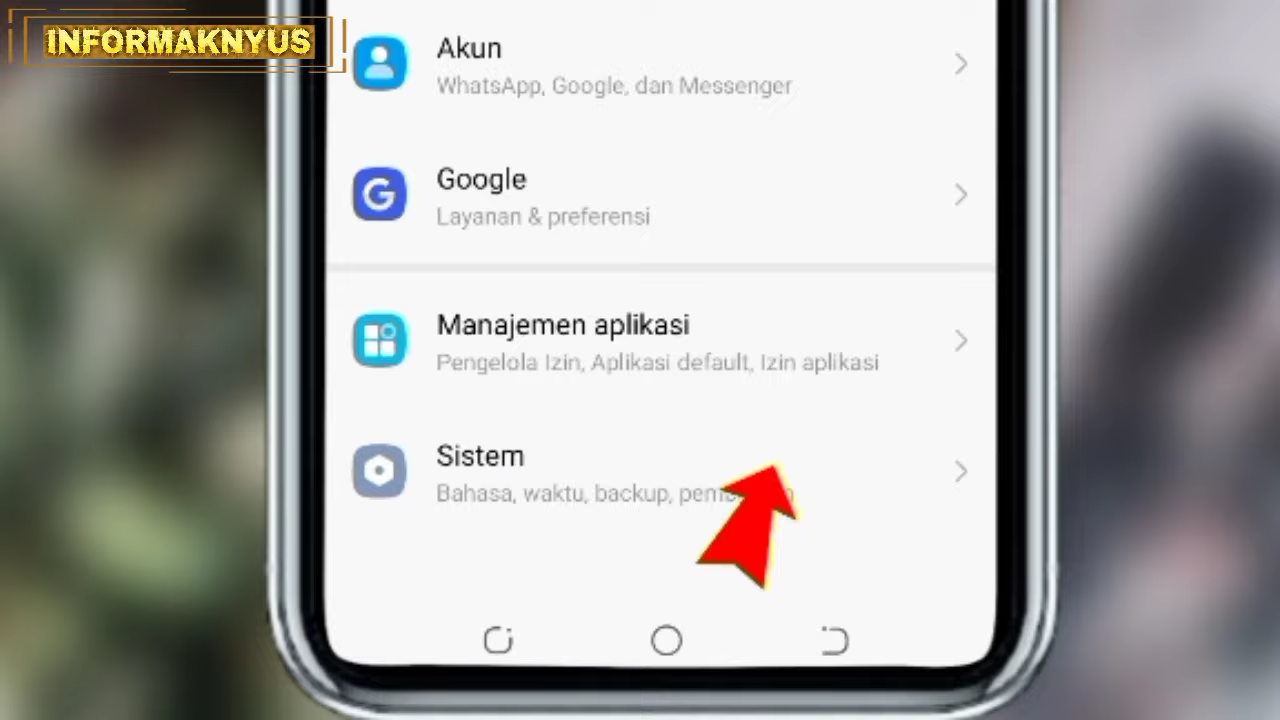 INFORMAKNYUS
Akun
WhatsApp, Google, dan Messenger
Google
Layanan & preferensi
Manajemen aplikasi
Pengelola Izin, Aplikasi default, Izin aplikasi
Sistem
Bahasa, waktu, backup,